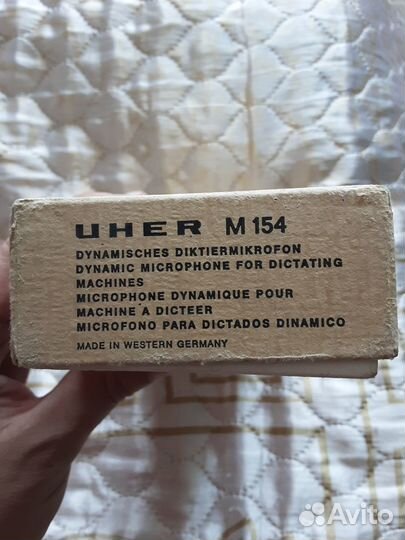 UHER M 154
DYNAMISCHES DIKTIERMIKROFON
DYNAMIC MICROPHONE FOR DICTATING
MACHINES
MICROPHONE DYNAMIQUE POUR
MACHINE A DICTEER
MICROFONO PARA DICTADOS DINAMICO
MADE IN WESTERN GERMANY
Avito